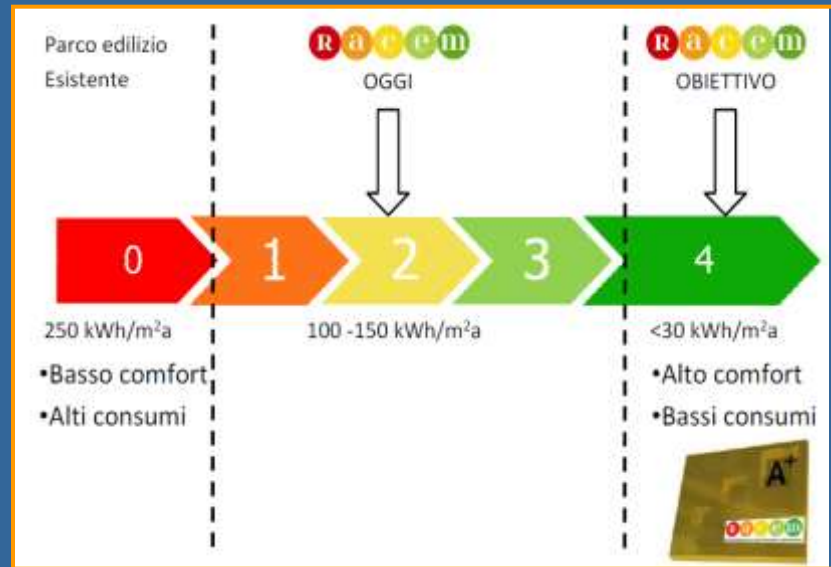 Parco edilizio
Esistente
Racem
OGGI
Racem
OBIETTIVO
0
1
2
3
4
250 kWh/m²a
100 -150 kWh/m²a
<30 kWh/m²a
•Basso comfort
•Alti consumi
•Alto comfort
•Bassi consumi
A⁺
Racem